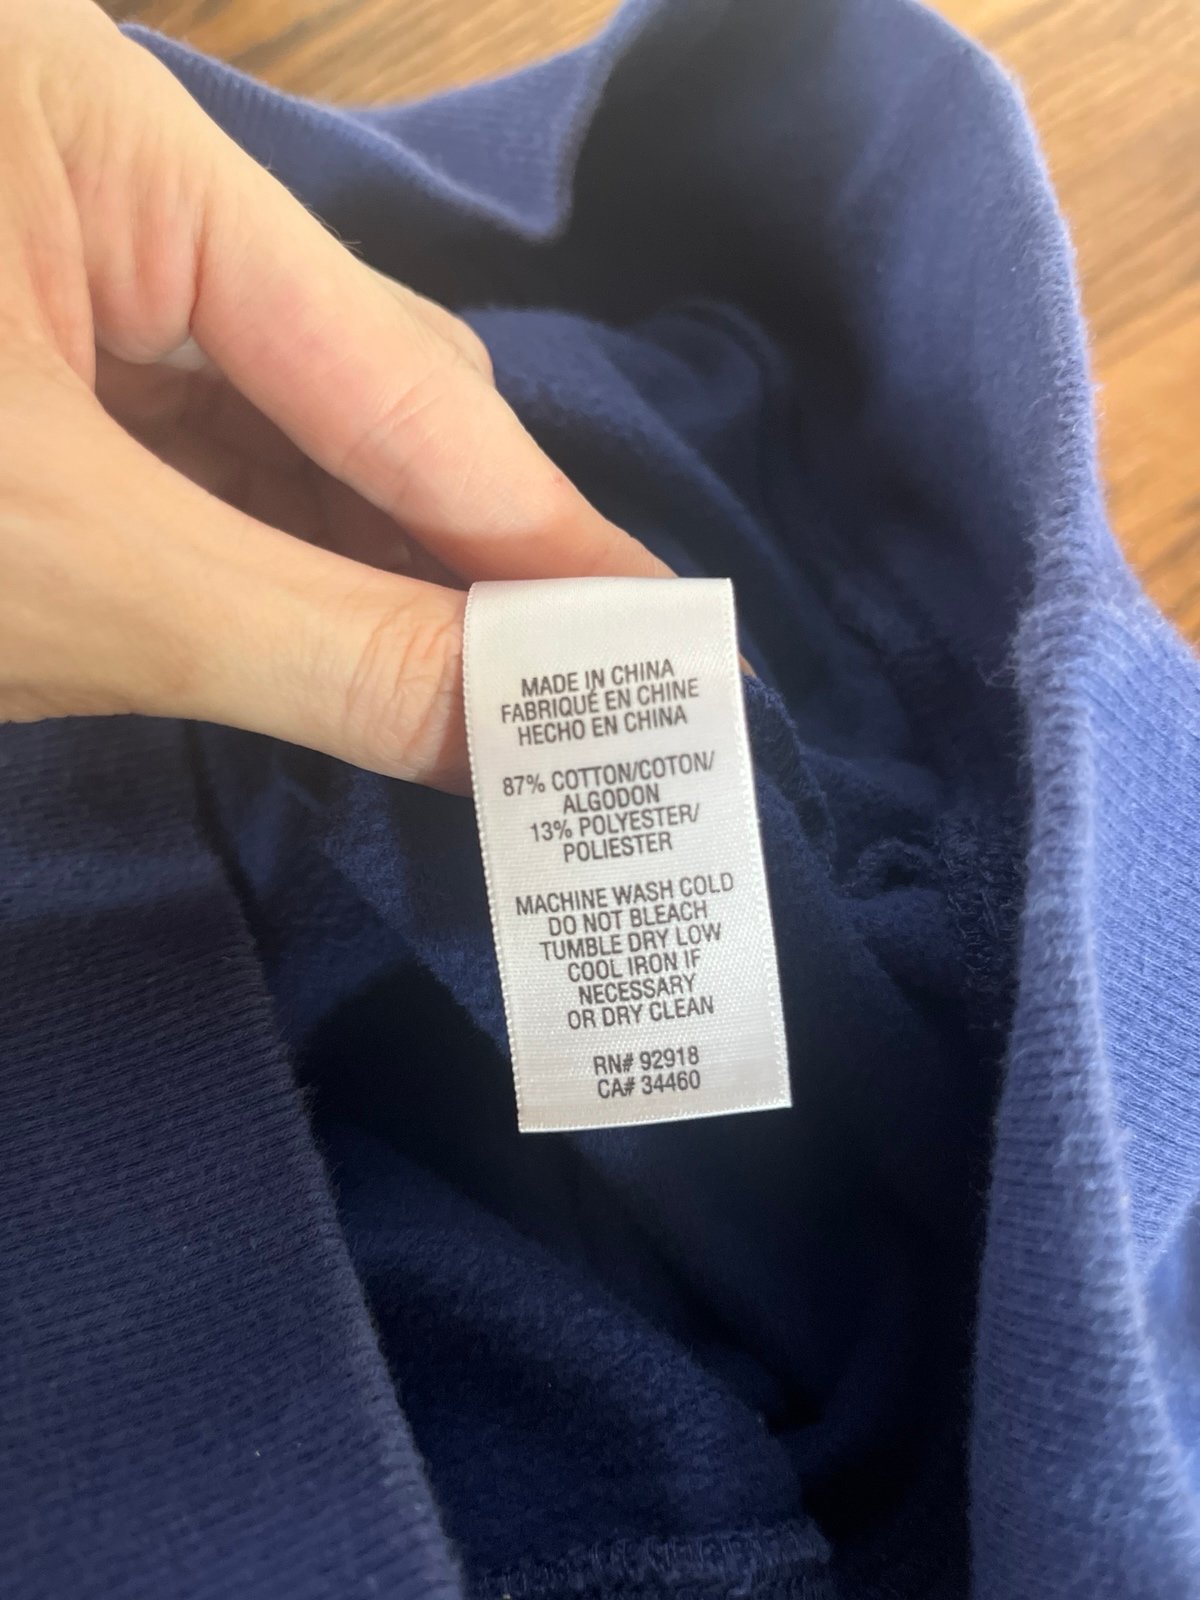 MADE IN CHINA
FABRIQUÉ EN CHINE
HECHO EN CHINA
87% COTTON/COTON/
ALGODON
13% POLYESTER/
POLIESTER
MACHINE WASH COLD
DO NOT BLEACH
TUMBLE DRY LOW
COOL IRON IF
NECESSARY
OR DRY CLEAN
RN# 92918
CA# 34460